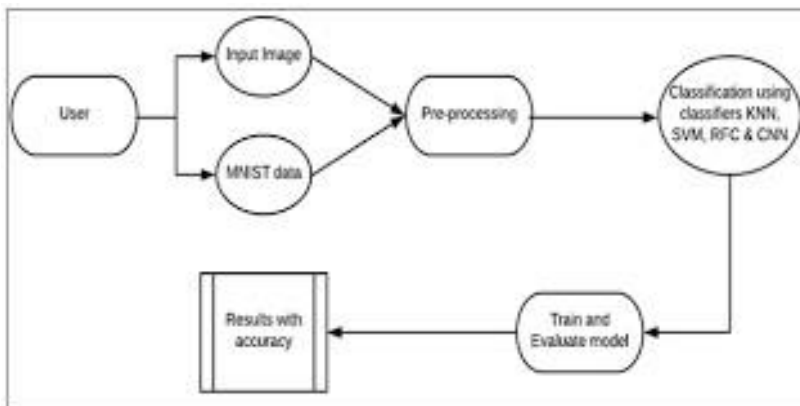 Input Image
User
MNIST data
Pre-processing
Classification using
classifiers KNN,
SVM, RFC & CNN
Train and
Evaluate model
Results with
accuracy